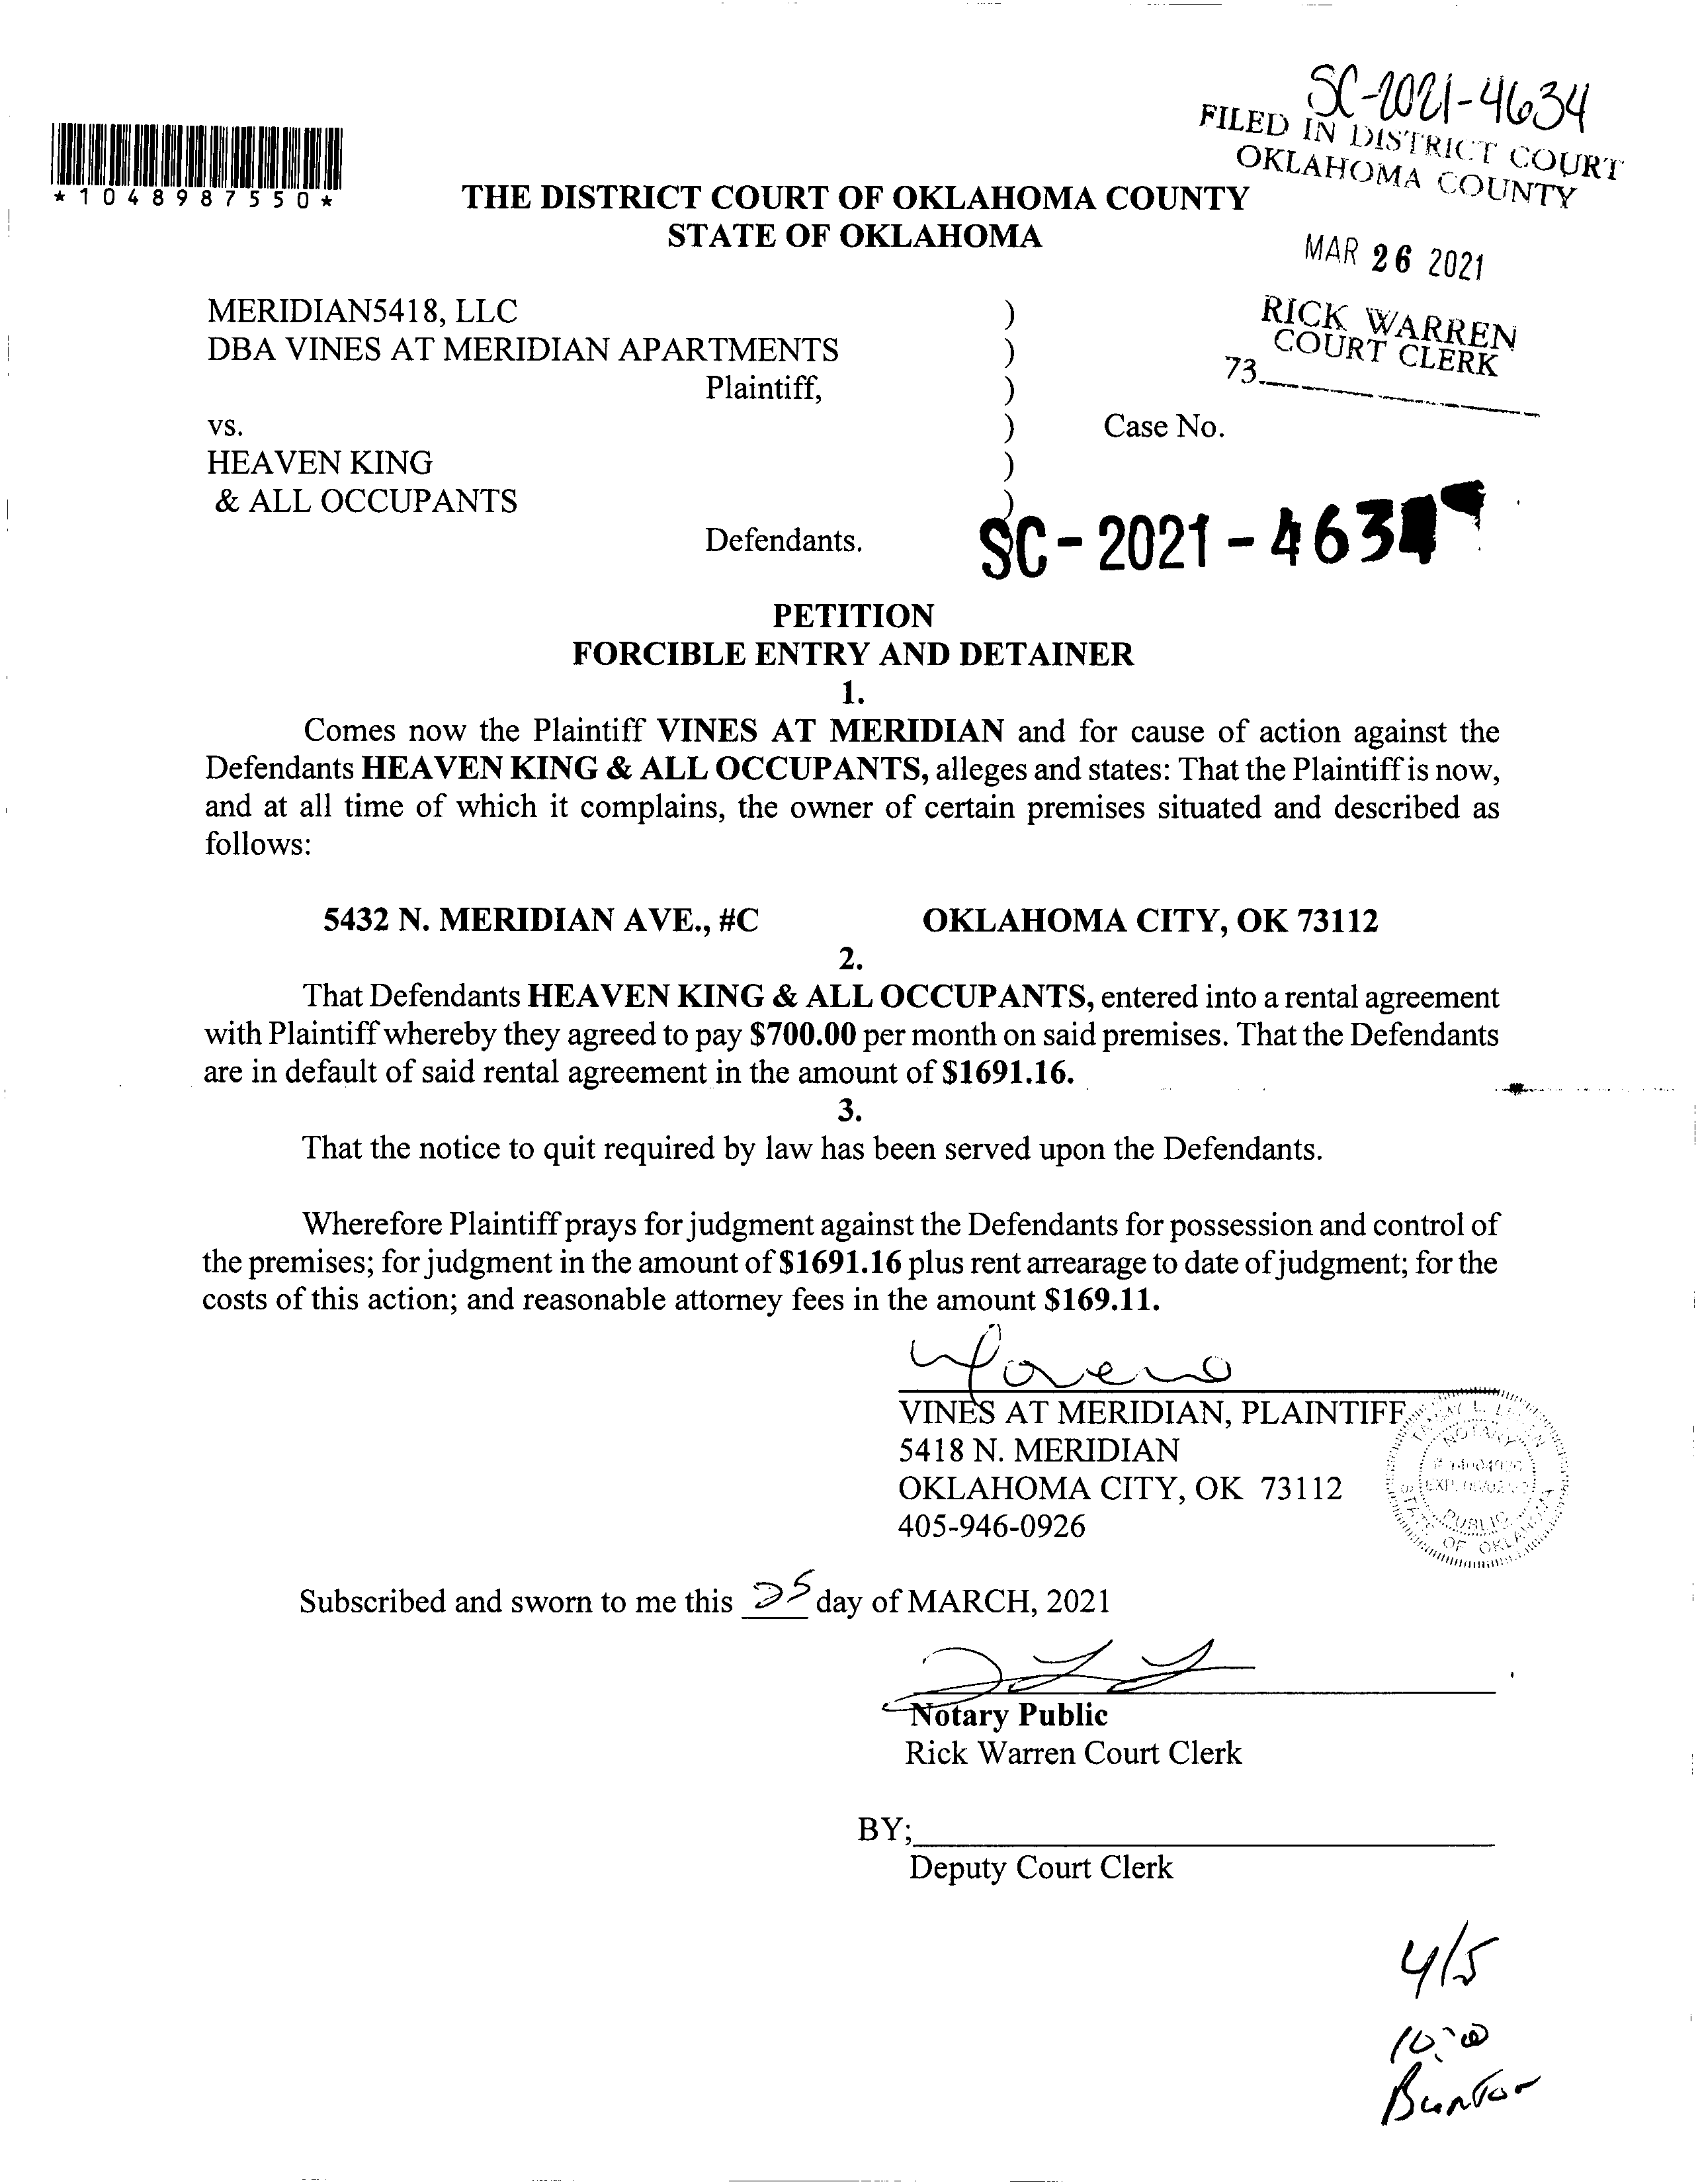 SC-2021-4634
FILED IN DISTRICT COURT
OKLAHOMA COUNTY
*1048987550*
THE DISTRICT COURT OF OKLAHOMA COUNTY
STATE OF OKLAHOMA
MAR 26 2021
RICK WARREN
COURT CLERK
73
MERIDIAN5418, LLC )
DBA VINES AT MERIDIAN APARTMENTS )
Plaintiff, )
vs. ) Case No.
HEAVEN KING )
& ALL OCCUPANTS )
Defendants.
SC-2021-4634
PETITION
FORCIBLE ENTRY AND DETAINER
1.
Comes now the Plaintiff VINES AT MERIDIAN and for cause of action against the
Defendants HEAVEN KING & ALL OCCUPANTS, alleges and states: That the Plaintiff is now,
and at all time of which it complains, the owner of certain premises situated and described as
follows:
5432 N. MERIDIAN AVE., #C OKLAHOMA CITY, OK 73112
2.
That Defendants HEAVEN KING & ALL OCCUPANTS, entered into a rental agreement
with Plaintiff whereby they agreed to pay $700.00 per month on said premises. That the Defendants
are in default of said rental agreement in the amount of $1691.16.
3.
That the notice to quit required by law has been served upon the Defendants.
Wherefore Plaintiff prays for judgment against the Defendants for possession and control of
the premises; for judgment in the amount of $1691.16 plus rent arrearage to date of judgment; for the
costs of this action; and reasonable attorney fees in the amount $169.11.
VINES AT MERIDIAN, PLAINTIFF
5418 N. MERIDIAN
OKLAHOMA CITY, OK 73112
405-946-0926
NOTARY
PUBLIC
STATE OF OKLAHOMA
Subscribed and sworn to me this 25 day of MARCH, 2021
Notary Public
Rick Warren Court Clerk
BY;
Deputy Court Clerk
4/5
10:00